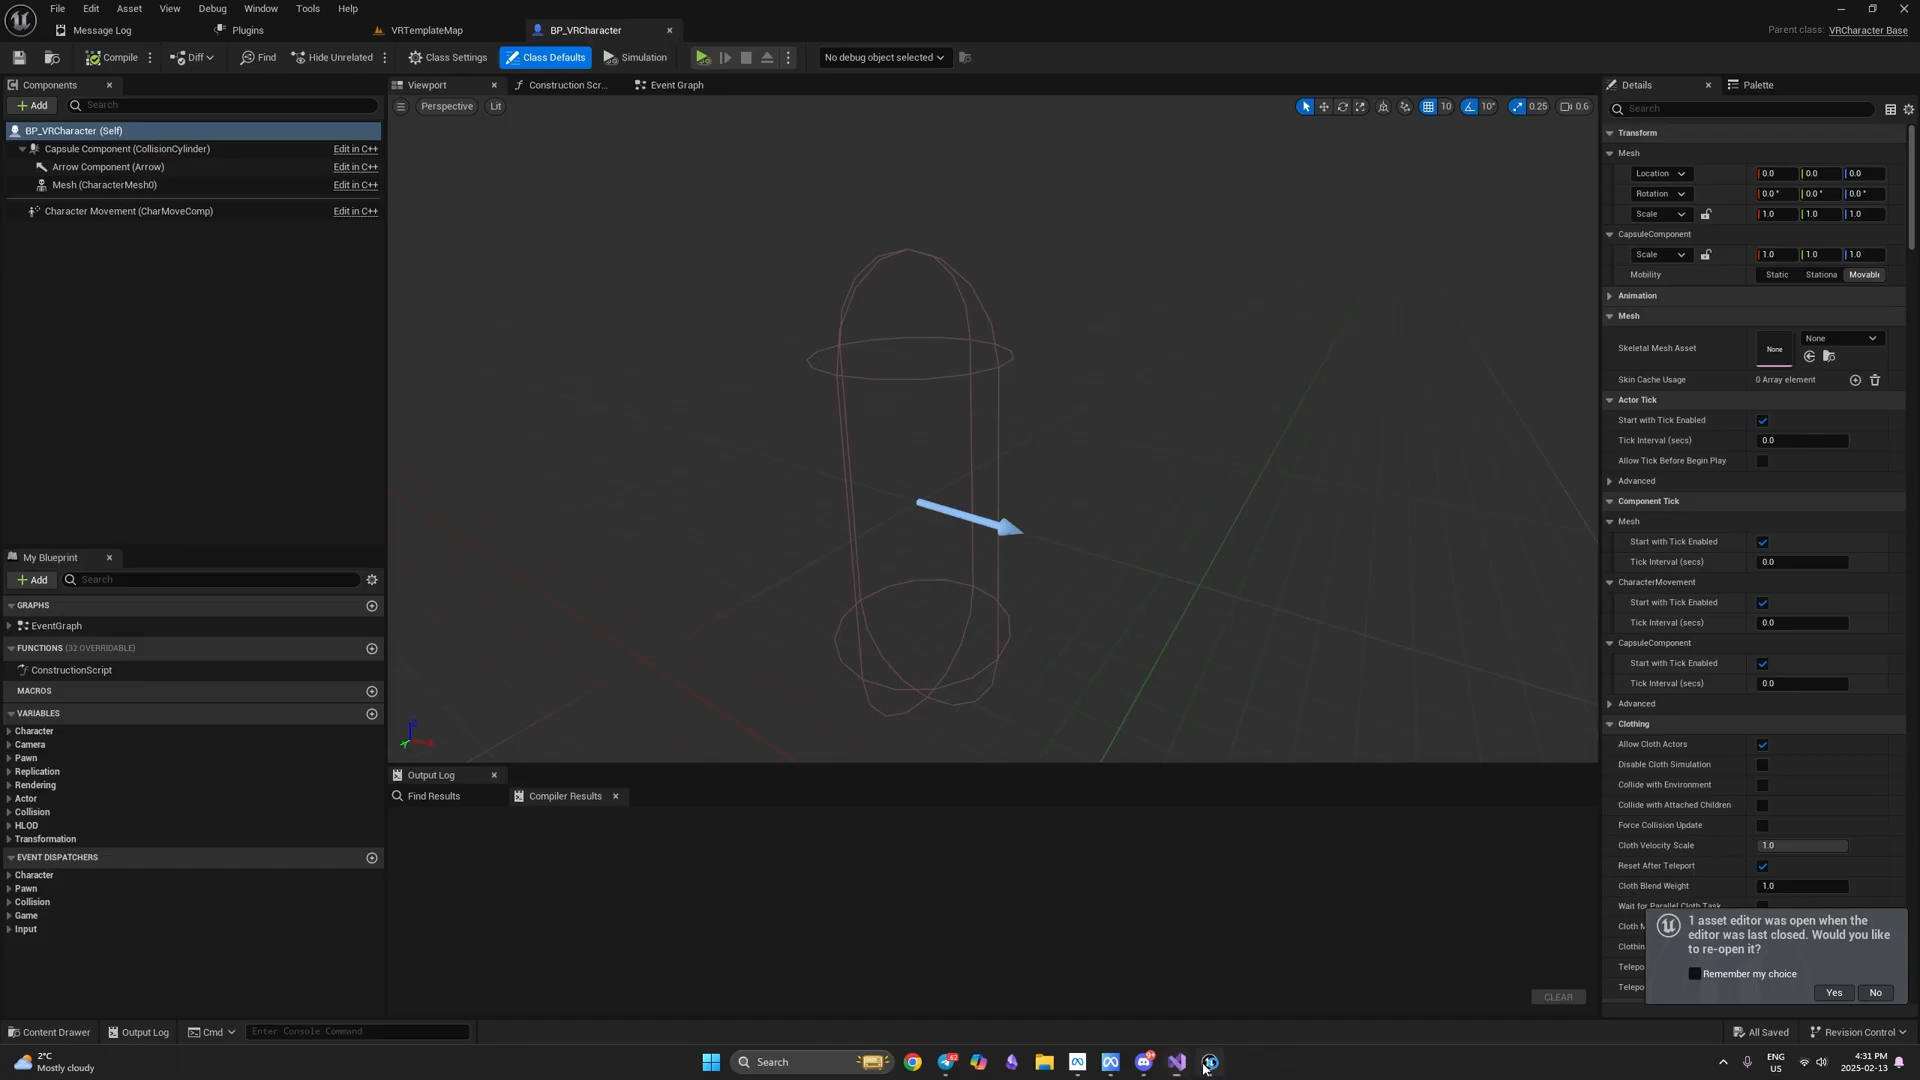 File Edit Asset View Debug Window Tools Help
Message Log Plugins VRTemplateMap BP_VRCharacter
Parent class: VRCharacter Base
Compile Diff Find Hide Unrelated Class Settings Class Defaults Simulation No debug object selected
Components
Add Search
BP_VRCharacter (Self)
Capsule Component (CollisionCylinder) Edit in C++
Arrow Component (Arrow) Edit in C++
Mesh (CharacterMesh0) Edit in C++
Character Movement (CharMoveComp) Edit in C++
My Blueprint
Add Search
GRAPHS
EventGraph
FUNCTIONS (32 OVERRIDABLE)
ConstructionScript
MACROS
VARIABLES
Character
Camera
Pawn
Replication
Rendering
Actor
Collision
HLOD
Transformation
EVENT DISPATCHERS
Character
Pawn
Collision
Game
Input
Viewport Construction Scr... Event Graph
Perspective Lit 10 10° 0.25 0.6
Z
Output Log
Find Results Compiler Results
CLEAR
Details Palette
Search
Transform
Mesh
Location 0.0 0.0 0.0
Rotation 0.0 ° 0.0 ° 0.0 °
Scale 1.0 1.0 1.0
CapsuleComponent
Scale 1.0 1.0 1.0
Mobility Static Stationa Movabl
Animation
Mesh
Skeletal Mesh Asset None None
Skin Cache Usage 0 Array element
Actor Tick
Start with Tick Enabled
Tick Interval (secs) 0.0
Allow Tick Before Begin Play
Advanced
Component Tick
Mesh
Start with Tick Enabled
Tick Interval (secs) 0.0
CharacterMovement
Start with Tick Enabled
Tick Interval (secs) 0.0
CapsuleComponent
Start with Tick Enabled
Tick Interval (secs) 0.0
Advanced
Clothing
Allow Cloth Actors
Disable Cloth Simulation
Collide with Environment
Collide with Attached Children
Force Collision Update
Cloth Velocity Scale 1.0
Reset After Teleport
Cloth Blend Weight 1.0
Wait for Parallel Cloth Task
Cloth M
Clothin
Telepo
Telepo
1 asset editor was open when the
editor was last closed. Would you like
to re-open it?
Remember my choice
Yes No
Content Drawer Output Log Cmd Enter Console Command All Saved Revision Control
2°C
Mostly cloudy
Search
ENG
US
4:31 PM
2025-02-13